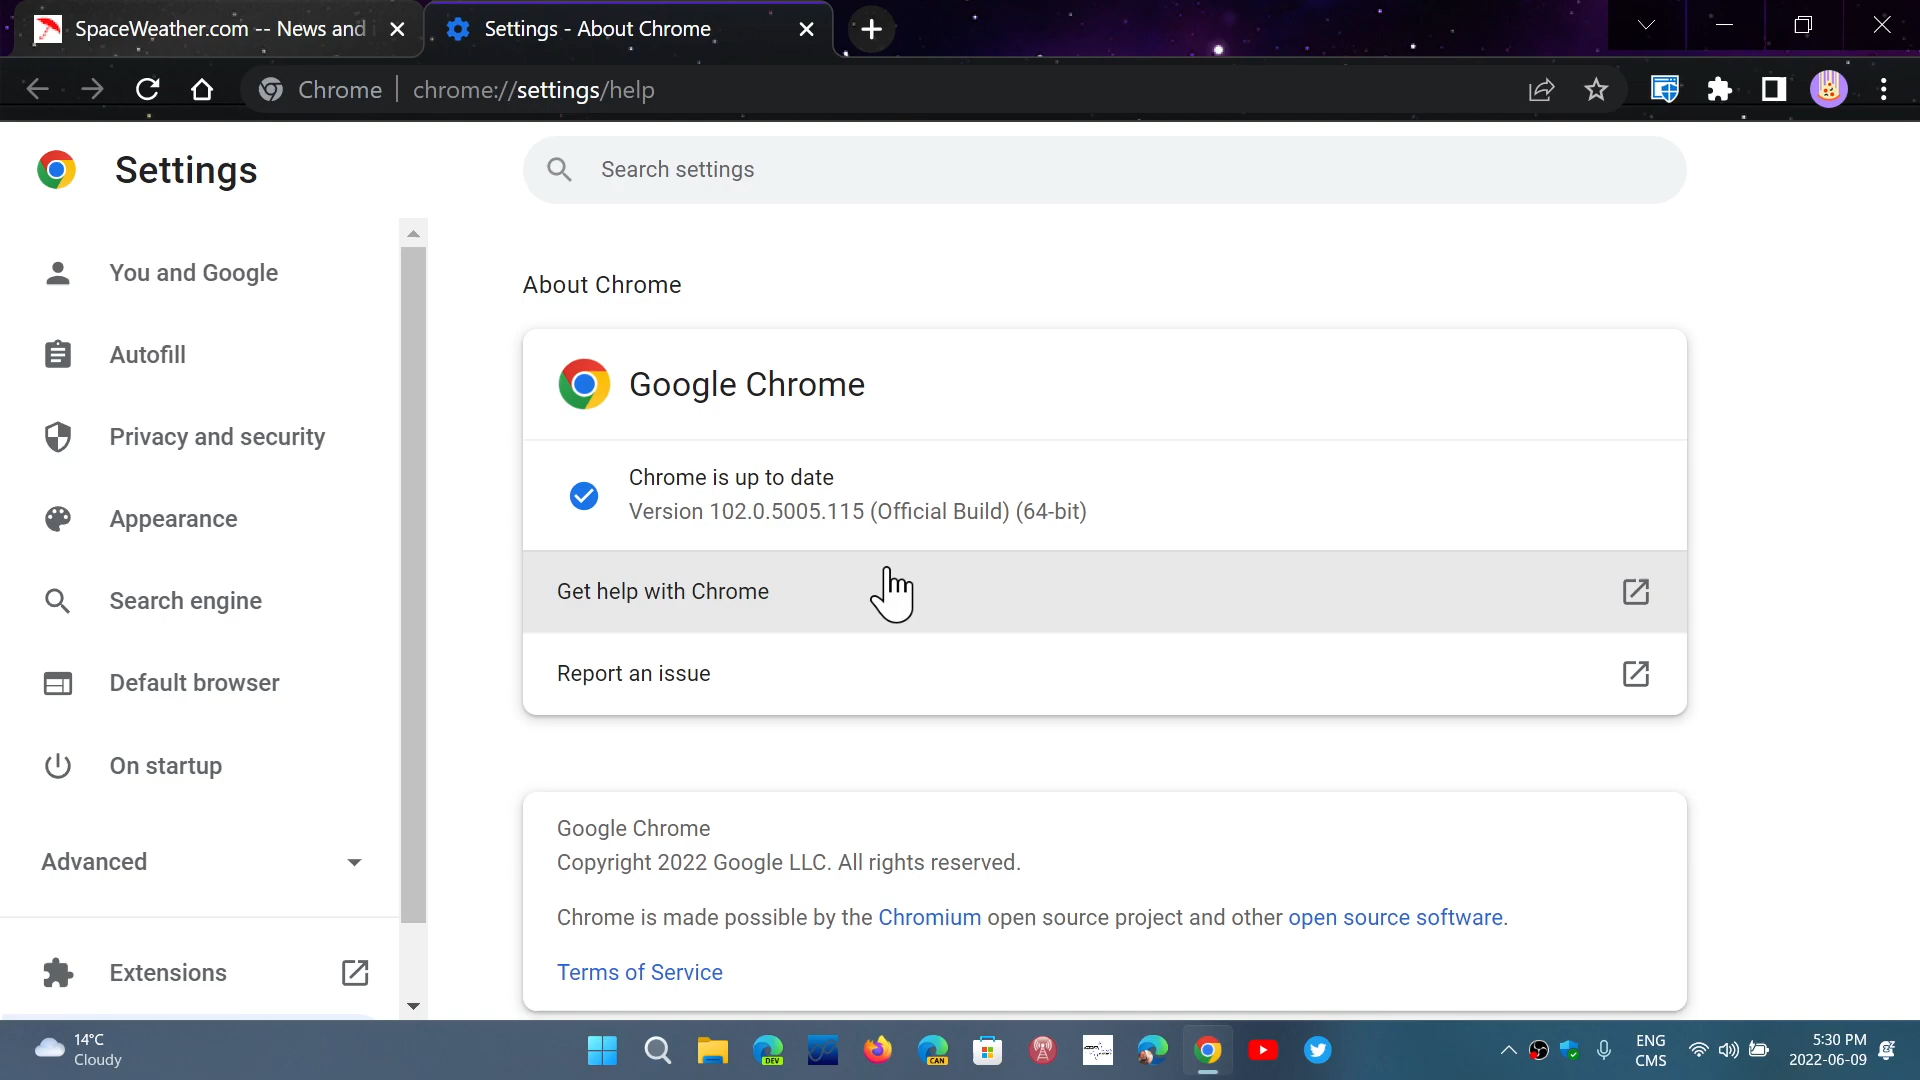 SpaceWeather.com -- News and
Settings - About Chrome
Chrome | chrome://settings/help
Settings
Search settings
You and Google
Autofill
Privacy and security
Appearance
Search engine
Default browser
On startup
Advanced
Extensions
About Chrome
Google Chrome
Chrome is up to date
Version 102.0.5005.115 (Official Build) (64-bit)
Get help with Chrome
Report an issue
Google Chrome
Copyright 2022 Google LLC. All rights reserved.
Chrome is made possible by the Chromium open source project and other open source software.
Terms of Service
14°C
Cloudy
DEV
CAN
ENG
CMS
5:30 PM
2022-06-09